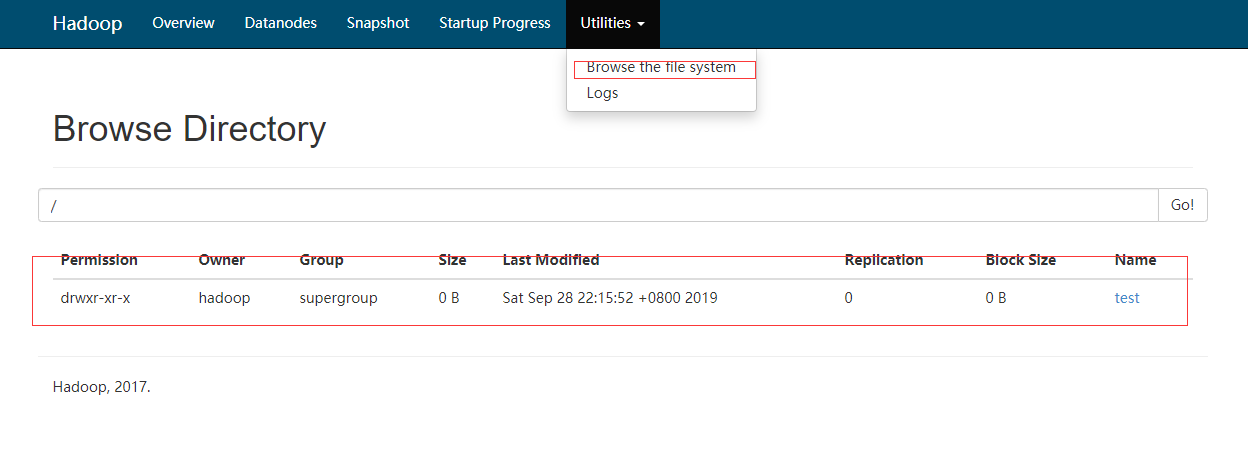 Hadoop Overview Datanodes Snapshot Startup Progress Utilities
Browse the file system
Logs
Browse Directory
/ Go!
Permission Owner Group Size Last Modified Replication Block Size Name
drwxr-xr-x hadoop supergroup 0 B Sat Sep 28 22:15:52 +0800 2019 0 0 B test
Hadoop, 2017.